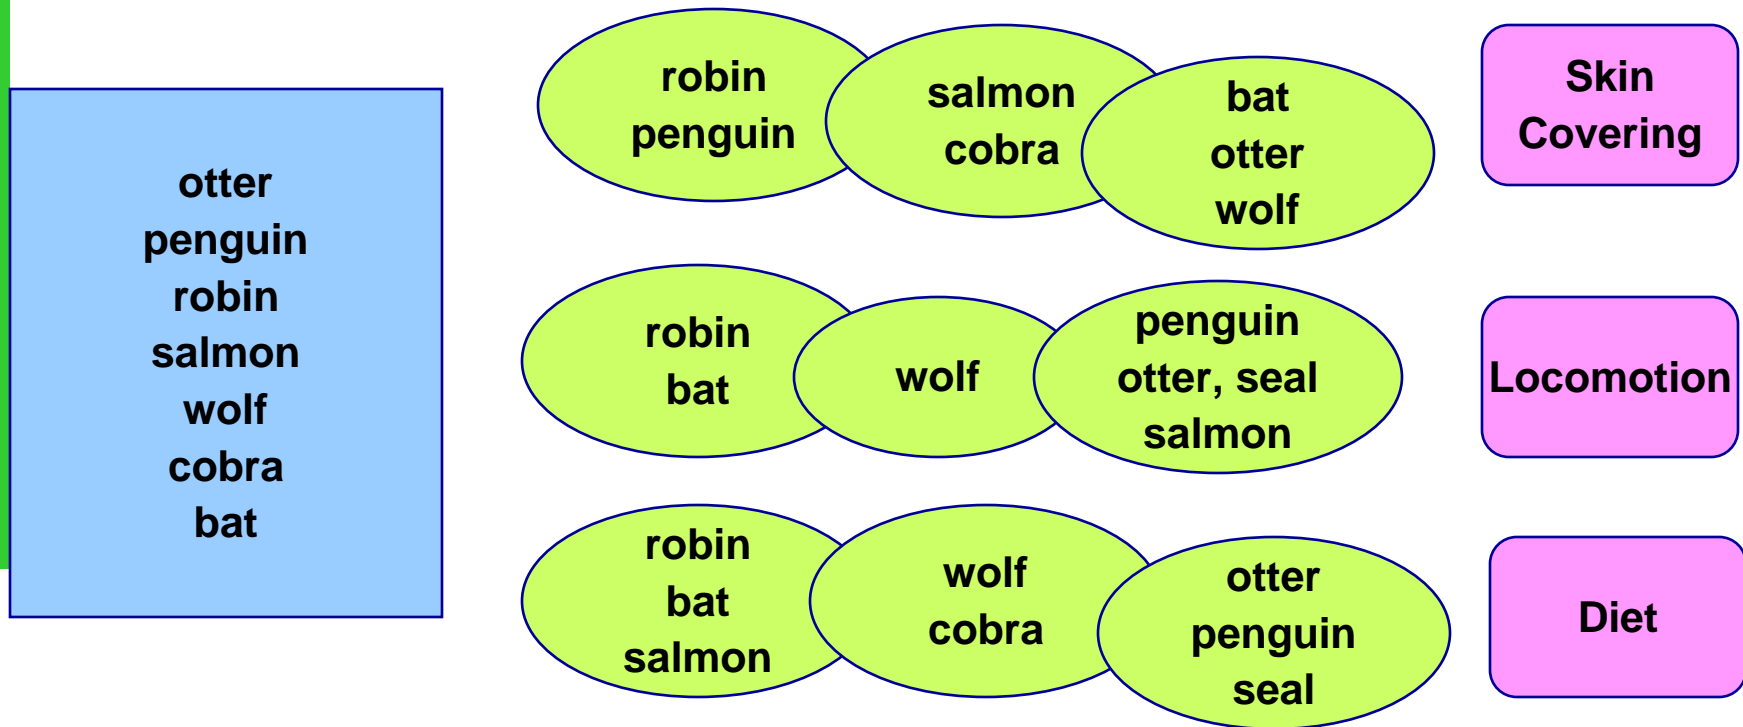 otter
penguin
robin
salmon
wolf
cobra
bat
robin
penguin
salmon
cobra
bat
otter
wolf
Skin
Covering
robin
bat
wolf
penguin
otter, seal
salmon
Locomotion
robin
bat
salmon
wolf
cobra
otter
penguin
seal
Diet